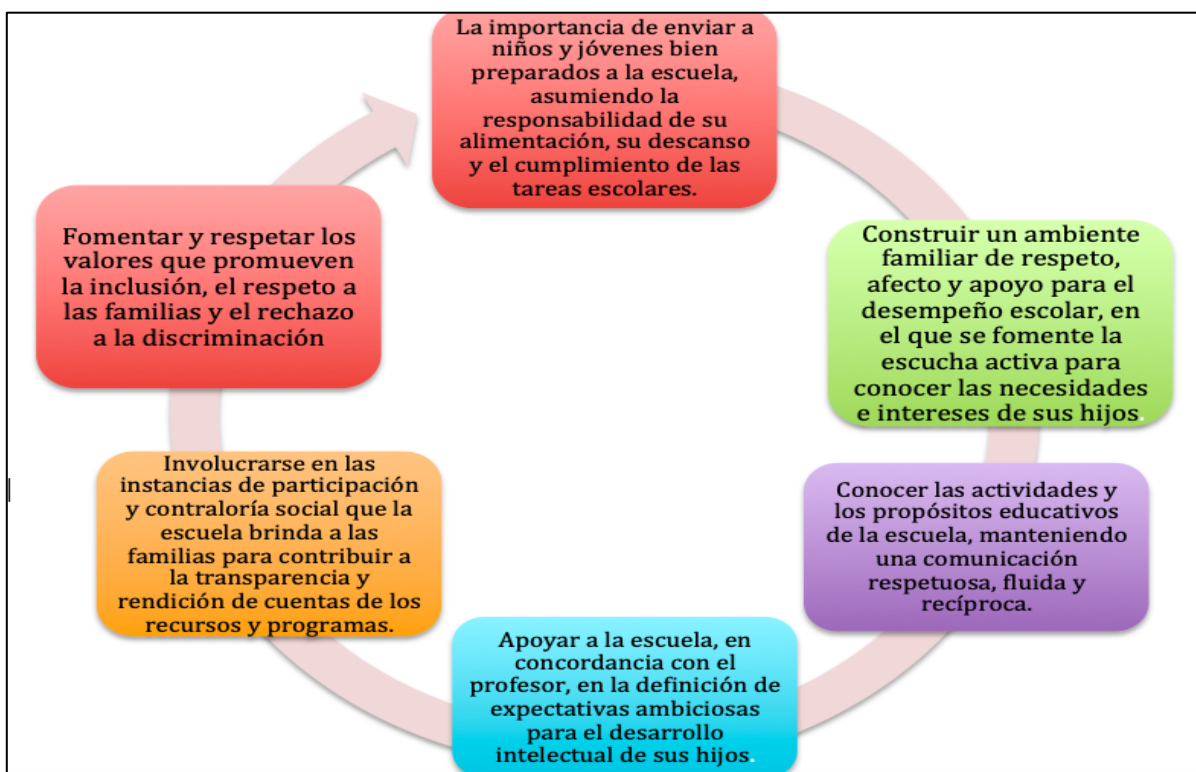 La importancia de enviar a
niños y jóvenes bien
preparados a la escuela,
asumiendo la
responsabilidad de su
alimentación, su descanso
y el cumplimiento de las
tareas escolares.
Construir un ambiente
familiar de respeto,
afecto y apoyo para el
desempeño escolar, en
el que se fomente la
escucha activa para
conocer las necesidades
e intereses de sus hijos.
Conocer las actividades y
los propósitos educativos
de la escuela, manteniendo
una comunicación
respetuosa, fluida y
recíproca.
Apoyar a la escuela, en
concordancia con el
profesor, en la definición de
expectativas ambiciosas
para el desarrollo
intelectual de sus hijos.
Involucrarse en las
instancias de participación
y contraloría social que la
escuela brinda a las
familias para contribuir a
la transparencia y
rendición de cuentas de los
recursos y programas.
Fomentar y respetar los
valores que promueven
la inclusión, el respeto a
las familias y el rechazo
a la discriminación